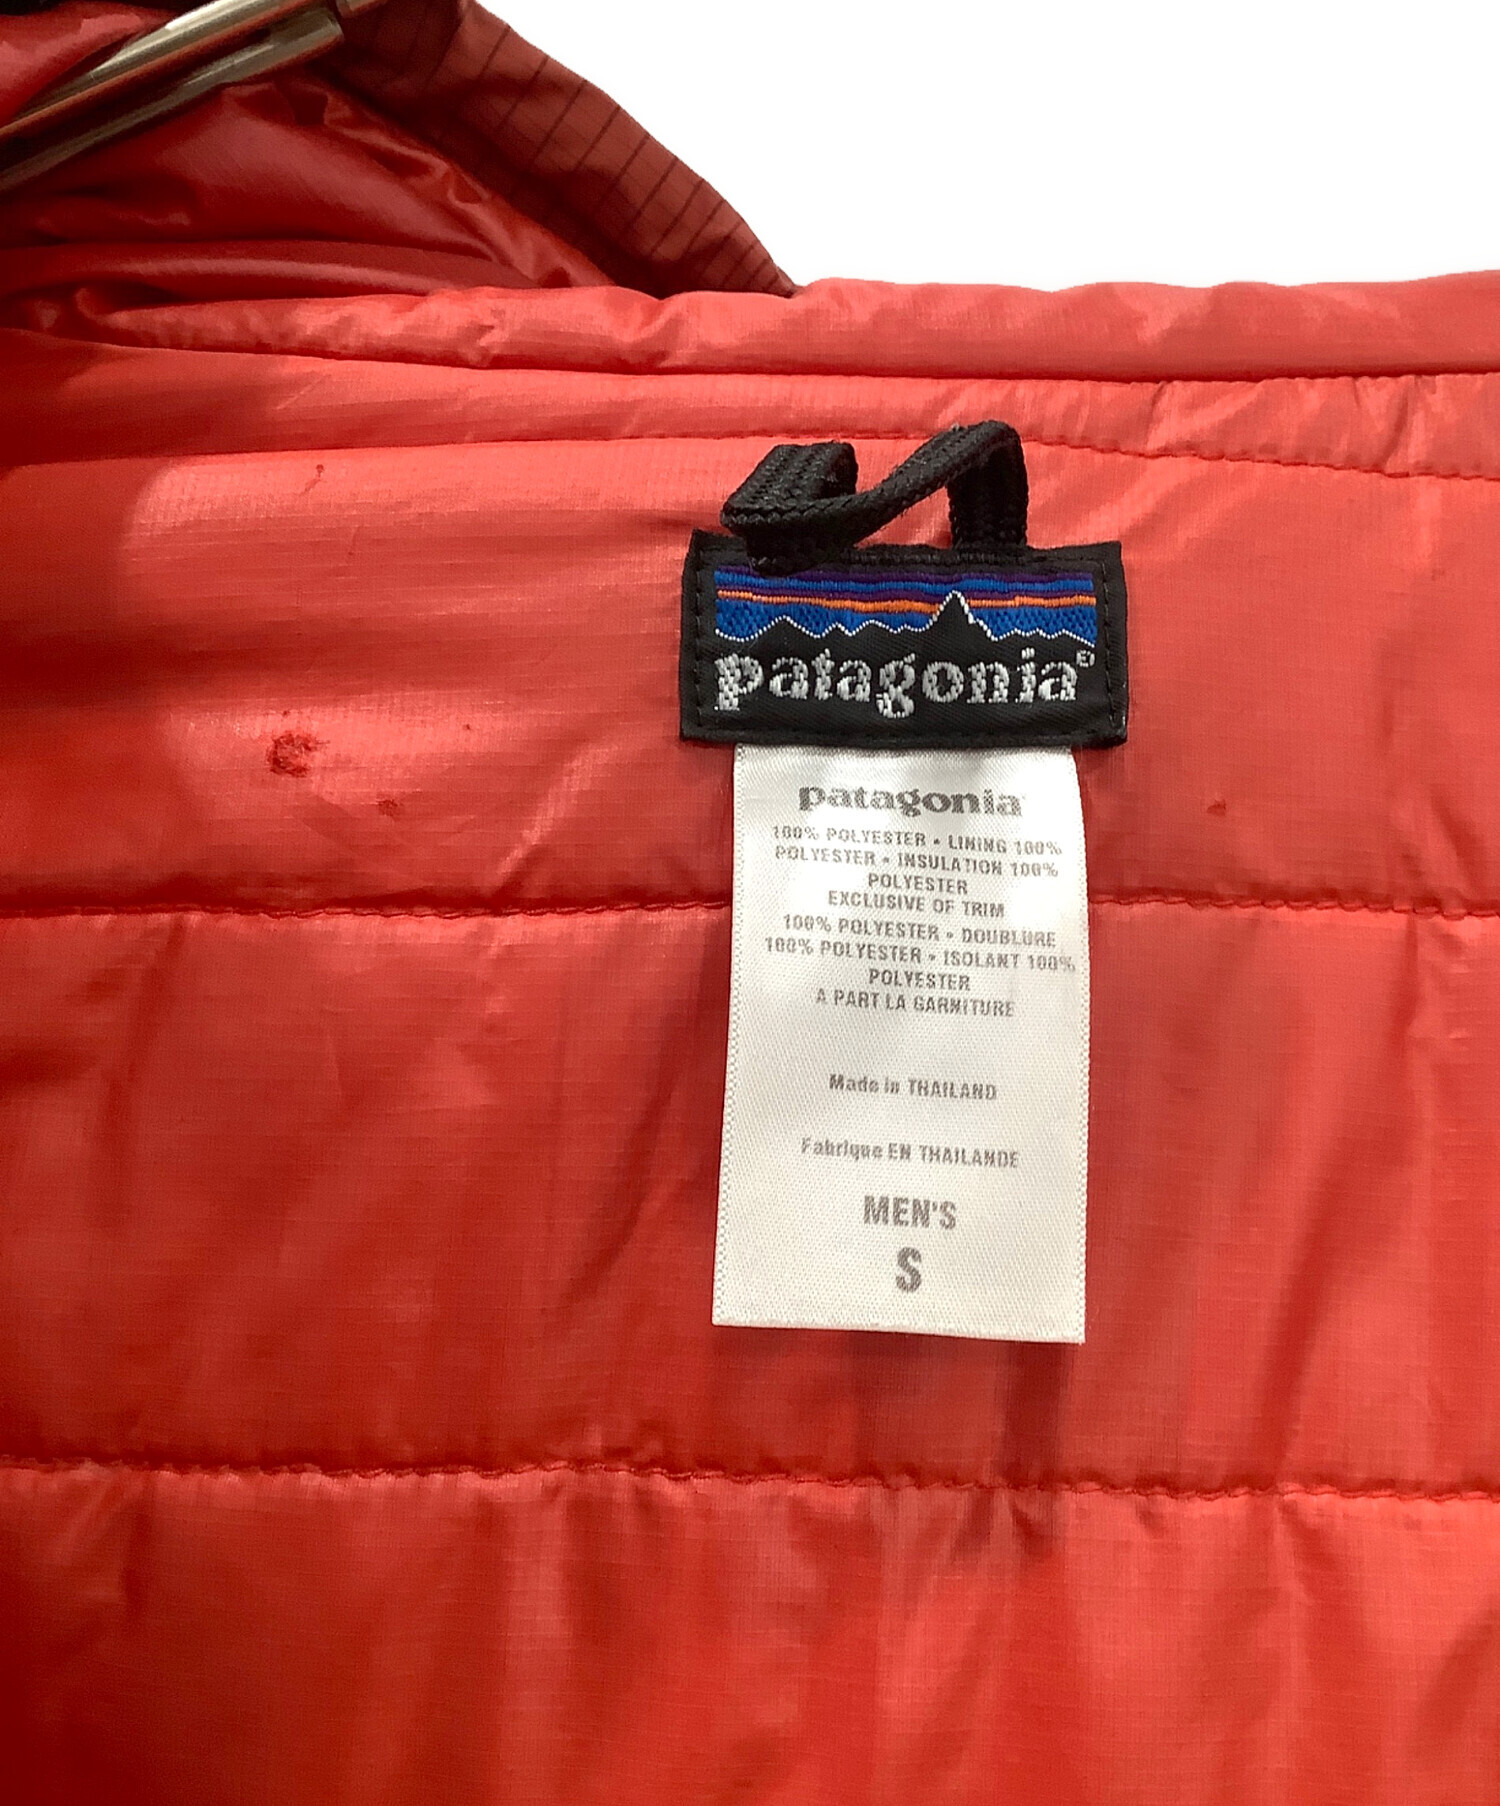 patagonia®
patagonia
100% POLYESTER • LINING 100%
POLYESTER • INSULATION 100%
POLYESTER
EXCLUSIVE OF TRIM
100% POLYESTER • DOUBLURE
100% POLYESTER • ISOLANT 100%
POLYESTER
A PART LA GARNITURE
Made in THAILAND
Fabrique EN THAILANDE
MEN'S
S